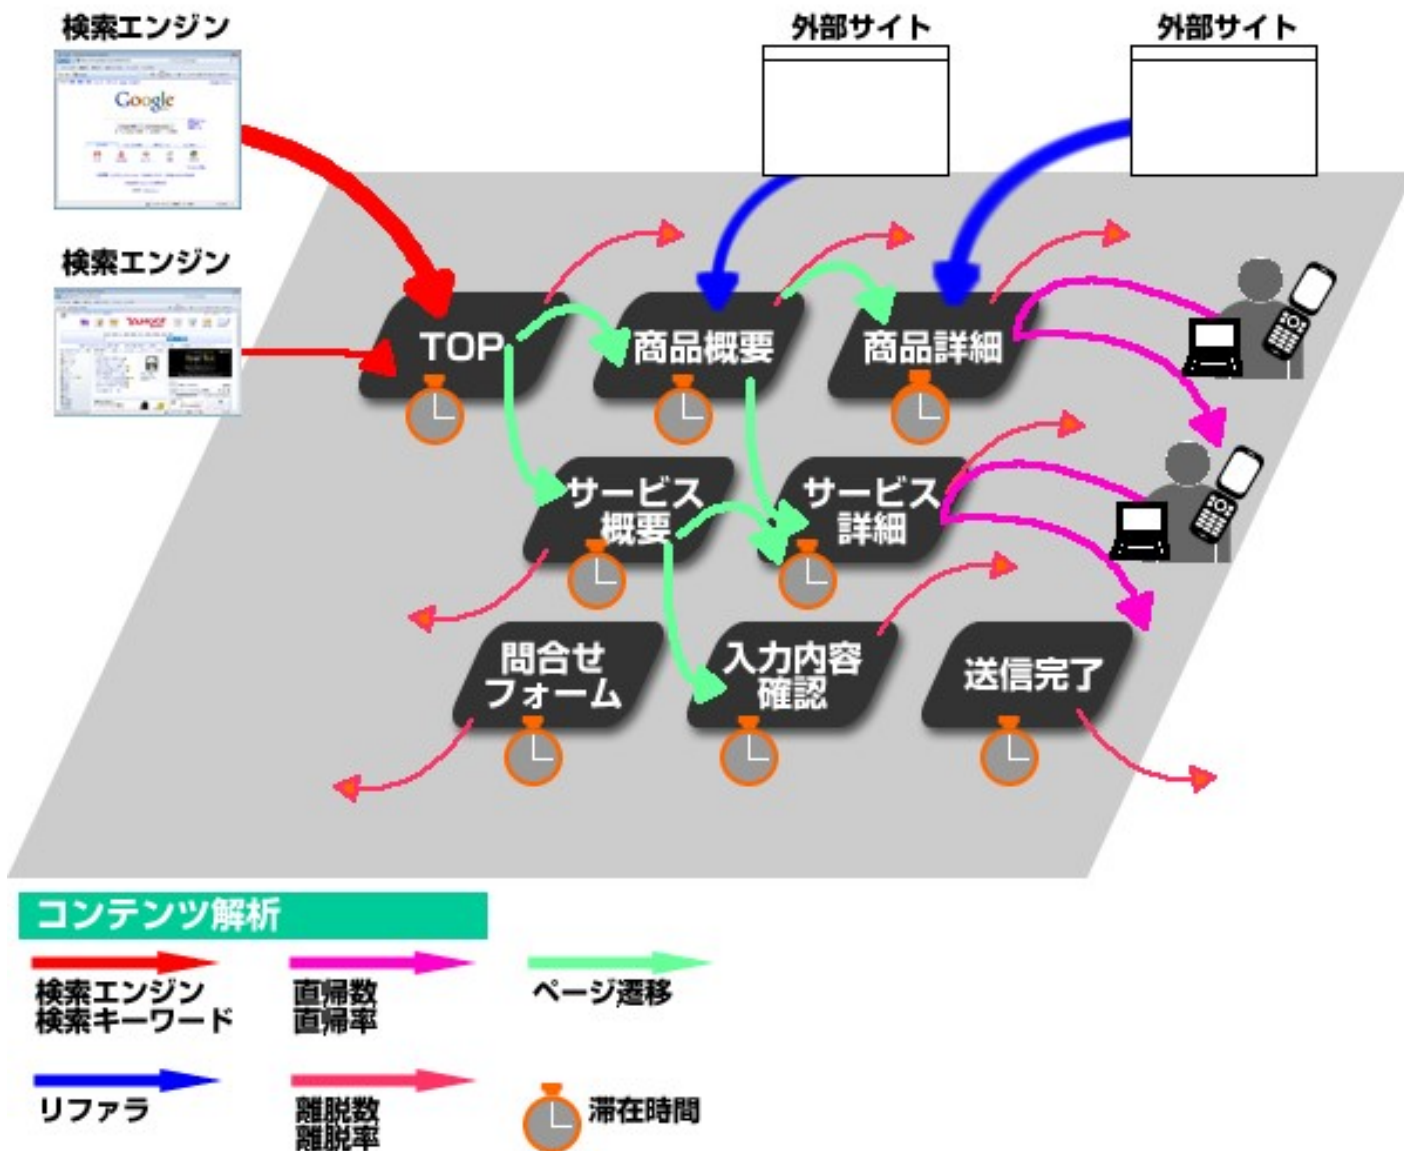 検索エンジン
外部サイト
外部サイト
Google
検索エンジン
YAHOO!
TOP
商品概要
商品詳細
サービス
概要
サービス
詳細
問合せ
フォーム
入力内容
確認
送信完了
コンテンツ解析
検索エンジン
検索キーワード
直帰数
直帰率
ページ遷移
リファラ
離脱数
離脱率
滞在時間